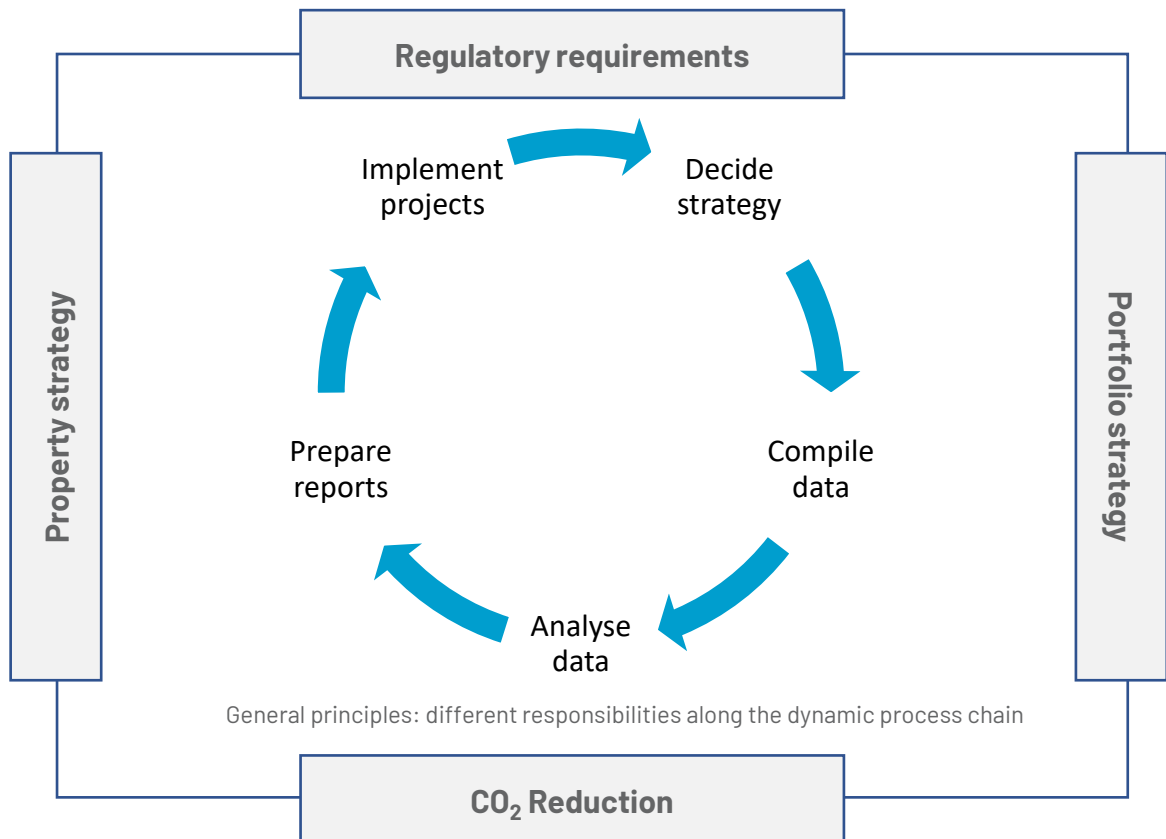 Regulatory requirements
Implement
projects
Decide
strategy
Property strategy
Portfolio strategy
Prepare
reports
Compile
data
Analyse
data
General principles: different responsibilities along the dynamic process chain
CO₂ Reduction